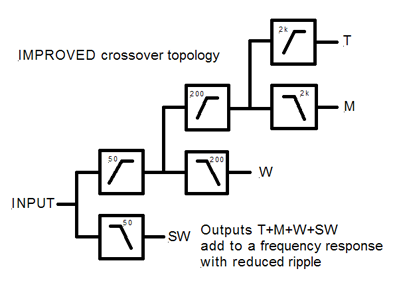 2k
T
IMPROVED crossover topology
200
2k
M
50
200
W
INPUT
50
SW
Outputs T+M+W+SW
add to a frequency response
with reduced ripple